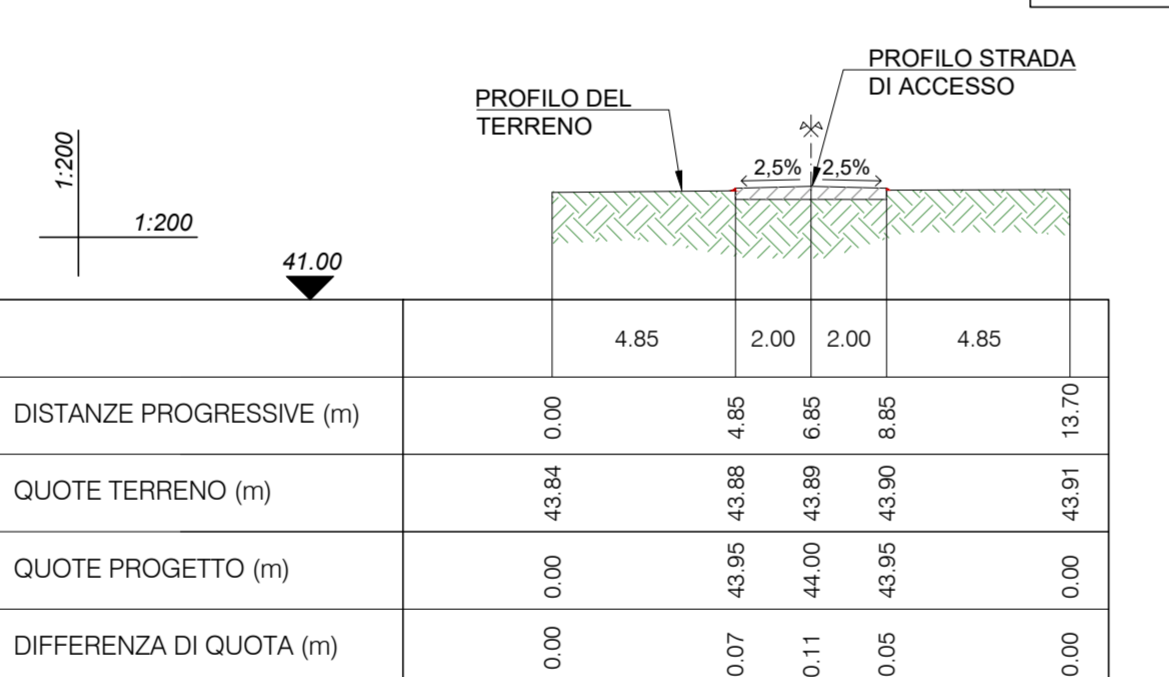 PROFILO STRADA
DI ACCESSO
PROFILO DEL
TERRENO
1:200
1:200
2,5% 2,5%
41.00
4.85 2.00 2.00 4.85
DISTANZE PROGRESSIVE (m) 0.00 4.85 6.85 8.85 13.70
QUOTE TERRENO (m) 43.84 43.88 43.89 43.90 43.91
QUOTE PROGETTO (m) 0.00 43.95 44.00 43.95 0.00
DIFFERENZA DI QUOTA (m) 0.00 0.07 0.11 0.05 0.00